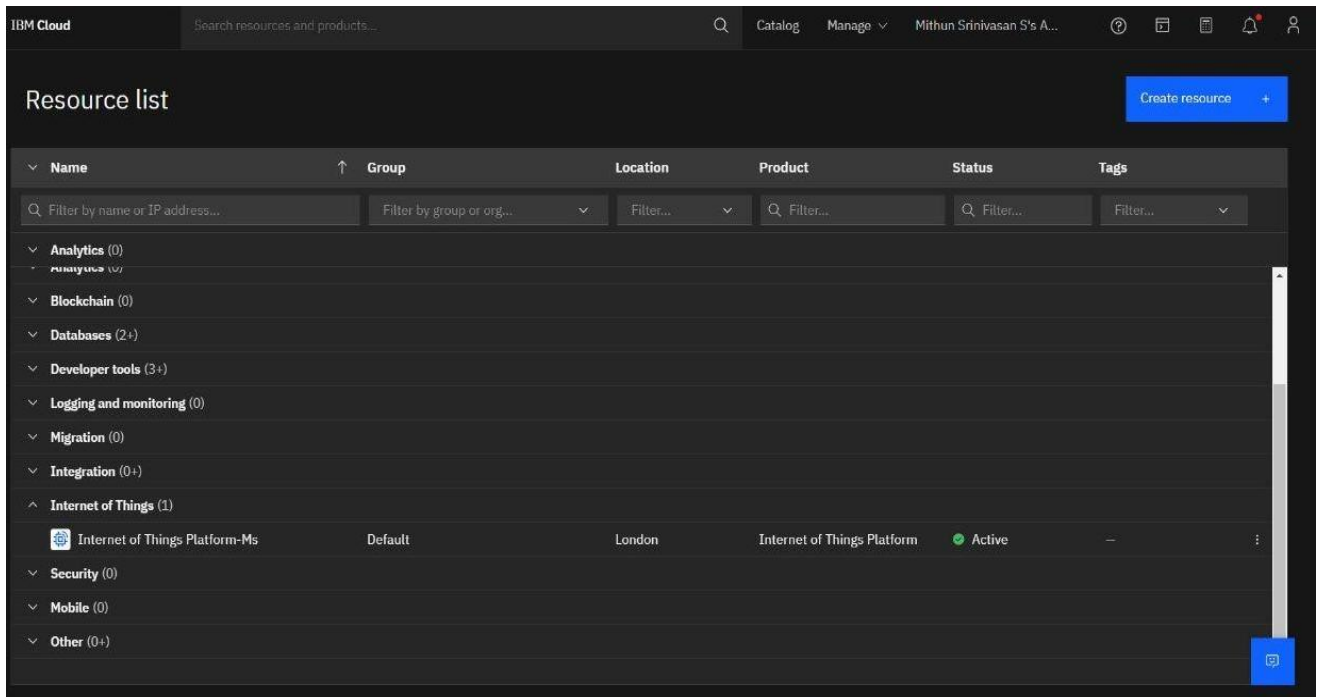 IBM Cloud Search resources and products... Catalog Manage Mithun Srinivasan S's A...
Resource list Create resource +
Name Group Location Product Status Tags
Filter by name or IP address... Filter by group or org... Filter... Filter... Filter... Filter...
Analytics (0)
Analytics (0)
Blockchain (0)
Databases (2+)
Developer tools (3+)
Logging and monitoring (0)
Migration (0)
Integration (0+)
Internet of Things (1)
Internet of Things Platform-Ms Default London Internet of Things Platform Active —
Security (0)
Mobile (0)
Other (0+)